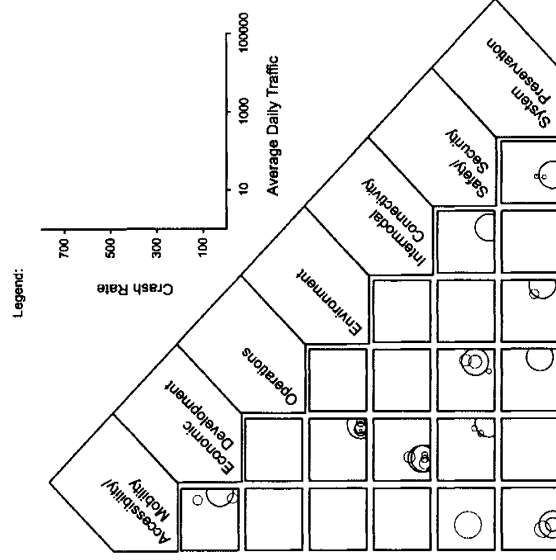 Legend:
700
500
300
100
Crash Rate
10
1000
100000
Average Daily Traffic
Accessibility/
Mobility
Economic
Development
Operations
Environment
Intermodal
Connectivity
Safety/
Security
System
Preservation